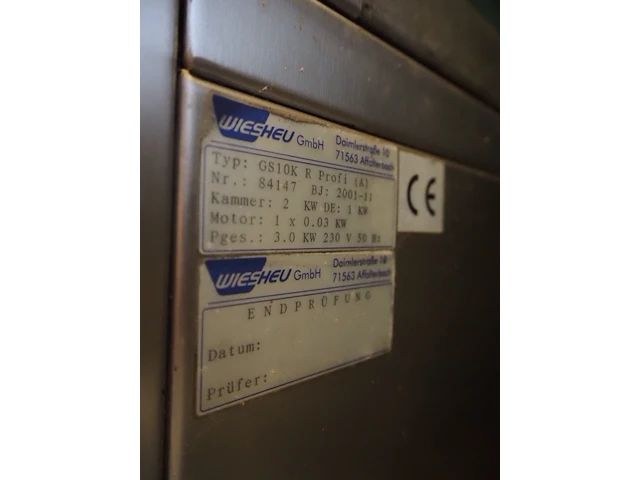 WIESHEU GmbH
Daimlerstraße 10
71563 Affalterbach
Typ: GS10K R Profi (A)
Nr.: 84147 BJ: 2001-11
Kammer: 2 KW DE: 1 KW
Motor: 1 x 0.03 KW
Pges.: 3.0 KW 230 V 50 Hz
CE
WIESHEU GmbH
Daimlerstraße 10
71563 Affalterbach
ENDPRÜFUNG
Datum:
Prüfer: